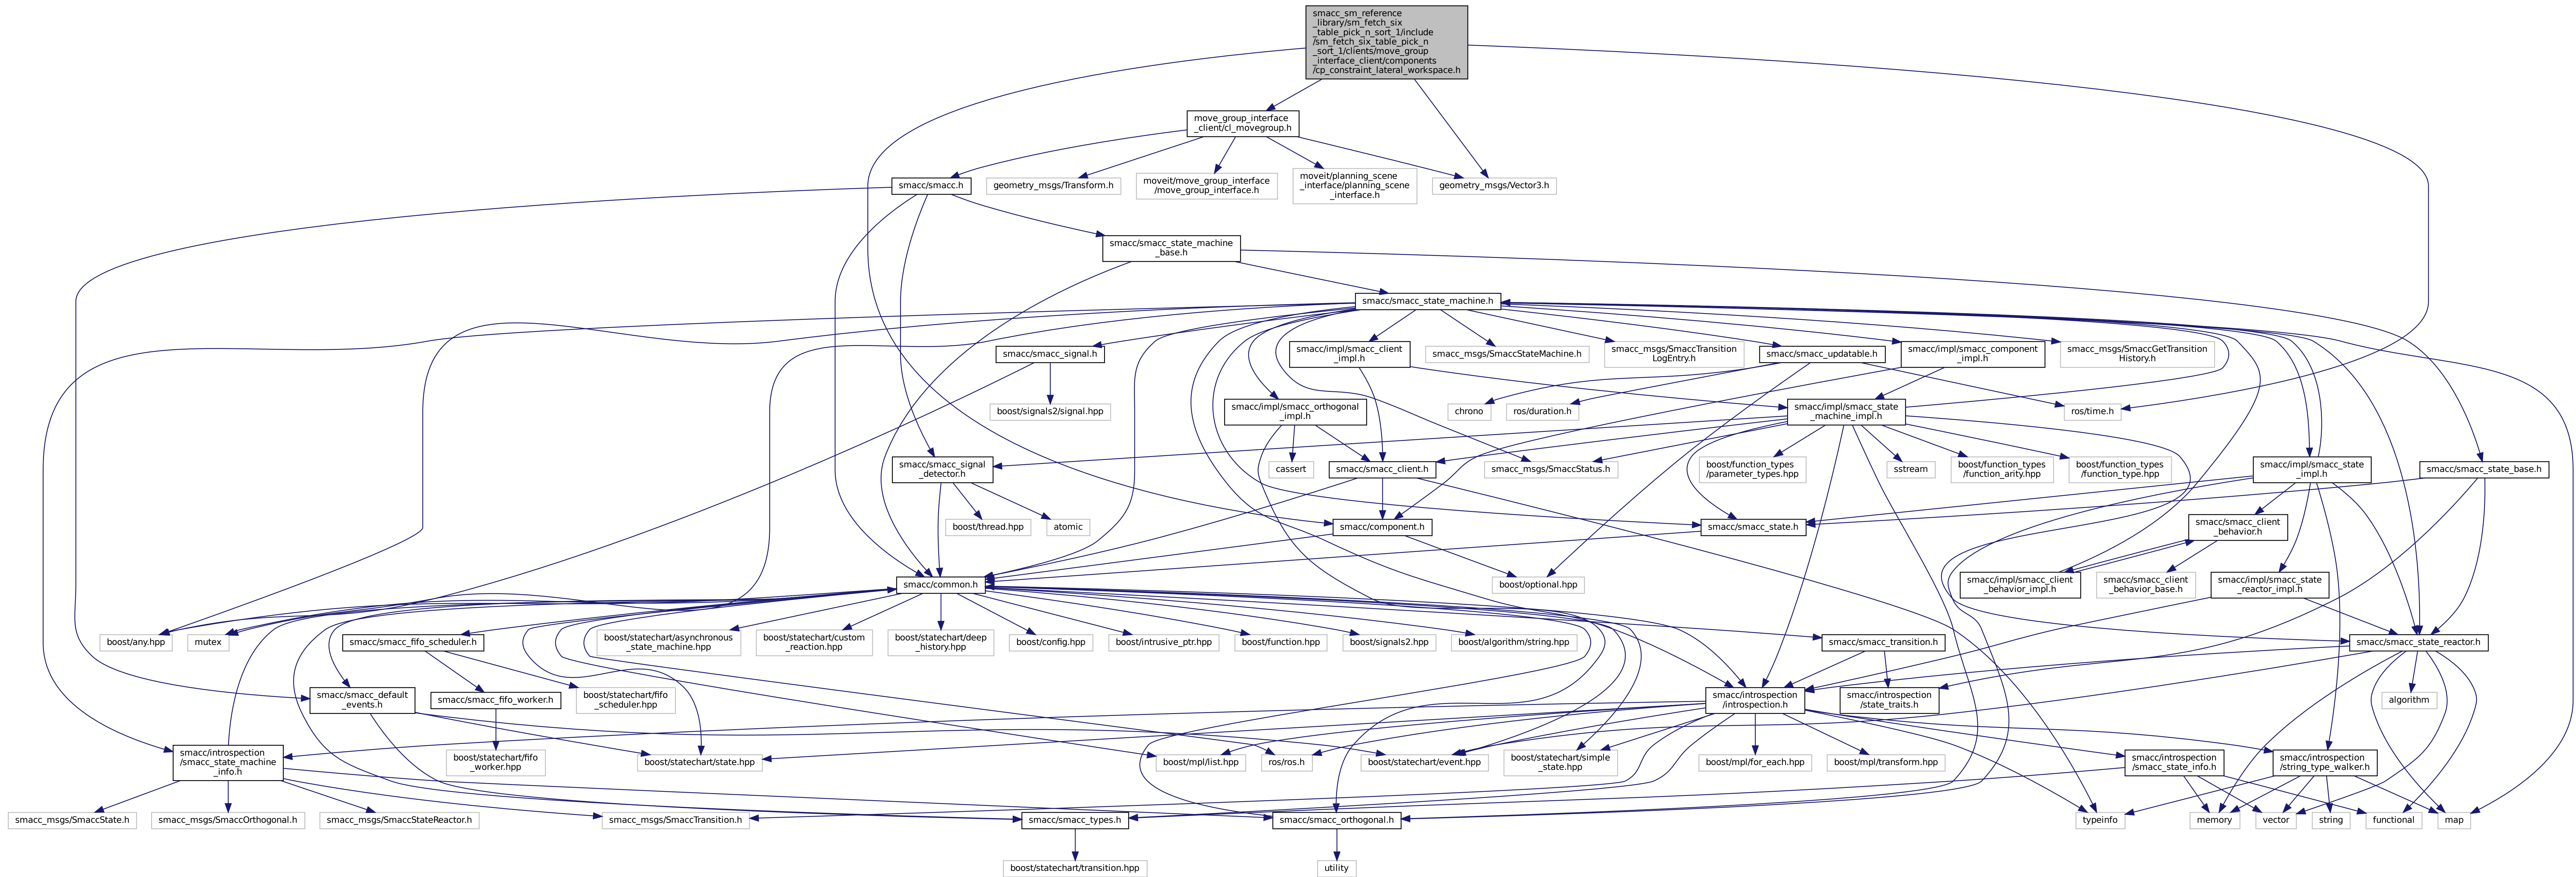 smacc_sm_reference
_library/sm_fetch_six
_table_pick_n_sort_1/include
/sm_fetch_six_table_pick_n
_sort_1/clients/move_group
_interface_client/components
/cp_constraint_lateral_workspace.h
move_group_interface
_client/cl_movegroup.h
smacc/smacc.h
geometry_msgs/Transform.h
moveit/move_group_interface
/move_group_interface.h
moveit/planning_scene
_interface/planning_scene
_interface.h
geometry_msgs/Vector3.h
smacc/smacc_state_machine
_base.h
smacc/smacc_state_machine.h
smacc/smacc_signal.h
smacc/impl/smacc_client
_impl.h
smacc_msgs/SmaccStateMachine.h
smacc_msgs/SmaccTransition
LogEntry.h
smacc/smacc_updatable.h
smacc/impl/smacc_component
_impl.h
smacc_msgs/SmaccGetTransition
History.h
boost/signals2/signal.hpp
smacc/impl/smacc_orthogonal
_impl.h
chrono
ros/duration.h
smacc/impl/smacc_state
_machine_impl.h
ros/time.h
smacc/smacc_signal
_detector.h
cassert
smacc/smacc_client.h
smacc_msgs/SmaccStatus.h
boost/function_types
/parameter_types.hpp
sstream
boost/function_types
/function_arity.hpp
boost/function_types
/function_type.hpp
smacc/impl/smacc_state
_impl.h
smacc/smacc_state_base.h
boost/thread.hpp
atomic
smacc/component.h
smacc/smacc_state.h
smacc/smacc_client
_behavior.h
smacc/common.h
boost/optional.hpp
smacc/impl/smacc_client
_behavior_impl.h
smacc/smacc_client
_behavior_base.h
smacc/impl/smacc_state
_reactor_impl.h
boost/any.hpp
mutex
smacc/smacc_fifo_scheduler.h
boost/statechart/asynchronous
_state_machine.hpp
boost/statechart/custom
_reaction.hpp
boost/statechart/deep
_history.hpp
boost/config.hpp
boost/intrusive_ptr.hpp
boost/function.hpp
boost/signals2.hpp
boost/algorithm/string.hpp
smacc/smacc_transition.h
smacc/smacc_state_reactor.h
smacc/smacc_default
_events.h
smacc/smacc_fifo_worker.h
boost/statechart/fifo
_scheduler.hpp
smacc/introspection
/introspection.h
smacc/introspection
/state_traits.h
algorithm
smacc/introspection
/smacc_state_machine
_info.h
boost/statechart/fifo
_worker.hpp
boost/statechart/state.hpp
boost/mpl/list.hpp
ros/ros.h
boost/statechart/event.hpp
boost/statechart/simple
_state.hpp
boost/mpl/for_each.hpp
boost/mpl/transform.hpp
smacc/introspection
/smacc_state_info.h
smacc/introspection
/string_type_walker.h
smacc_msgs/SmaccState.h
smacc_msgs/SmaccOrthogonal.h
smacc_msgs/SmaccStateReactor.h
smacc_msgs/SmaccTransition.h
smacc/smacc_types.h
smacc/smacc_orthogonal.h
typeinfo
memory
vector
string
functional
map
boost/statechart/transition.hpp
utility